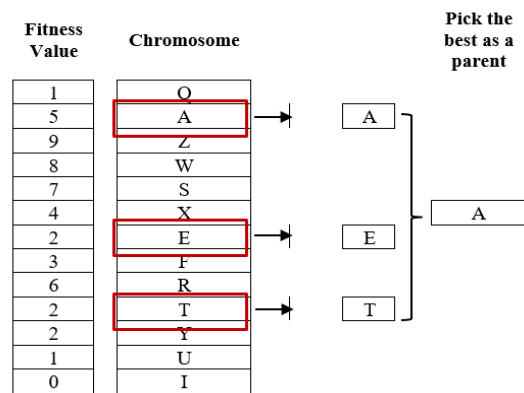 Fitness Value
Chromosome
Pick the best as a parent
1 Q
5 A A
9 Z
8 W
7 S
4 X
A
2 E E
3 F
6 R
2 T T
2 Y
1 U
0 I